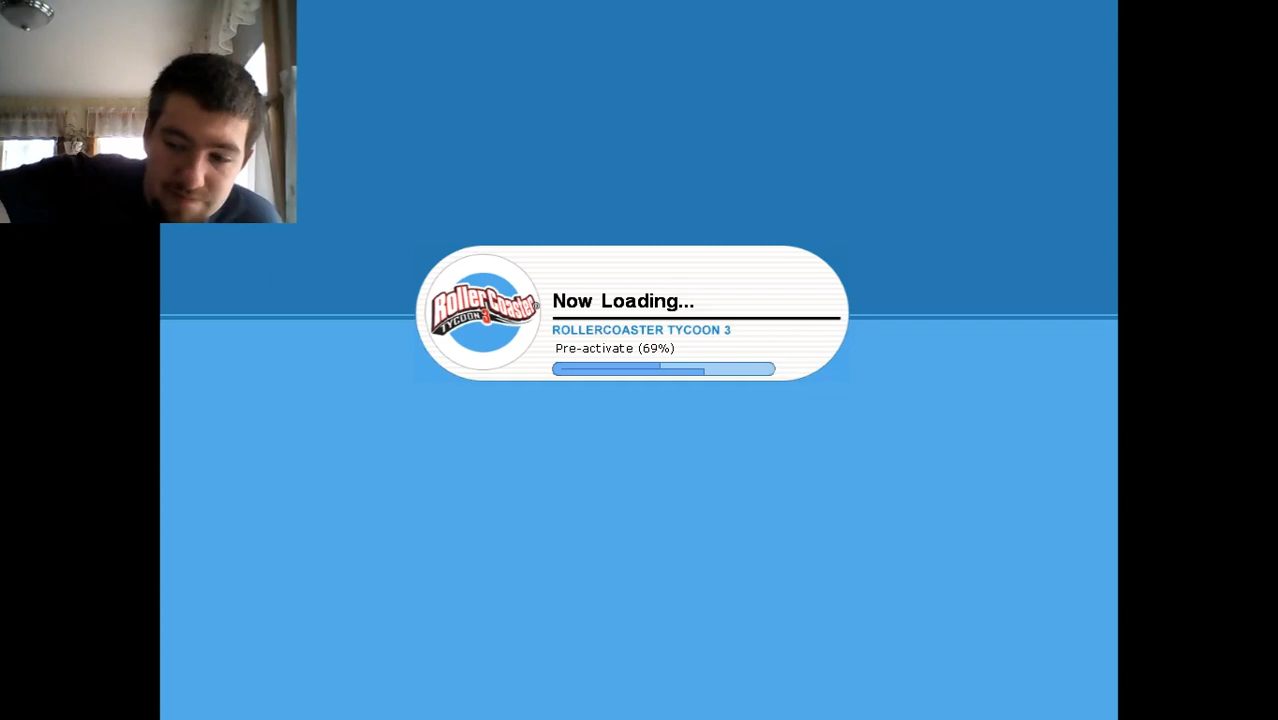 RollerCoaster®
TYCOON 3
Now Loading...
ROLLERCOASTER TYCOON 3
Pre-activate (69%)